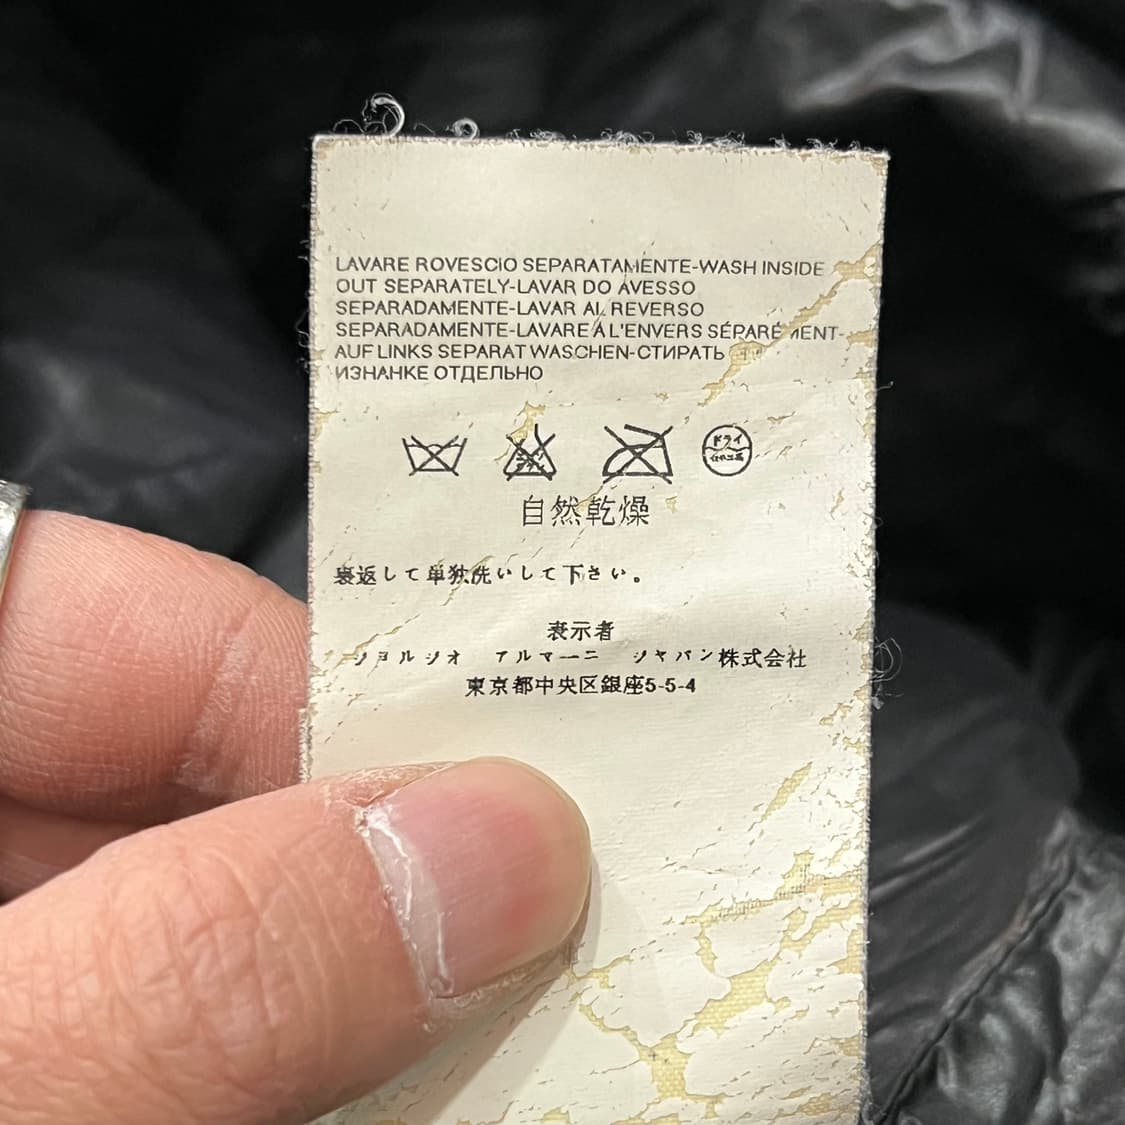 LAVARE ROVESCIO SEPARATAMENTE-WASH INSIDE
OUT SEPARATELY-LAVAR DO AVESSO
SEPARADAMENTE-LAVAR AL REVERSO
SEPARADAMENTE-LAVARE A L'ENVERS SÉPARÉMENT-
AUF LINKS SEPARAT WASCHEN-СТИРАТЬ
ИЗНАНКЕ ОТДЕЛЬНО
ドライ
自然乾燥
裏返して単独洗いして下さい。
表示者
ジョルジオ アルマーニ ジャパン株式会社
東京都中央区銀座5-5-4